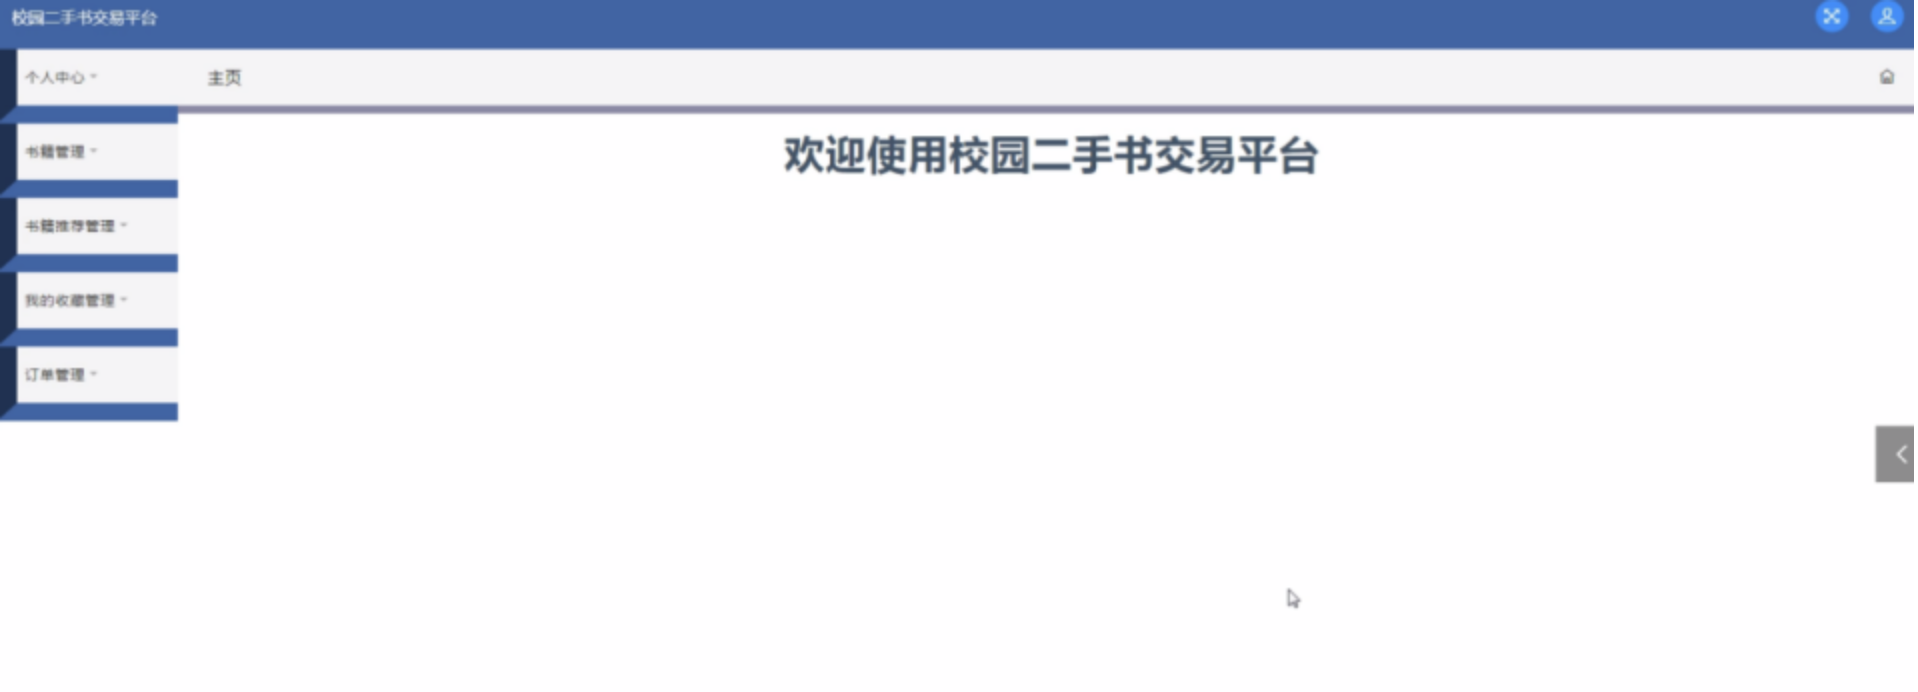 校园二手书交易平台
个人中心
主页
欢迎使用校园二手书交易平台
书籍管理
书籍推荐管理
我的收藏管理
订单管理